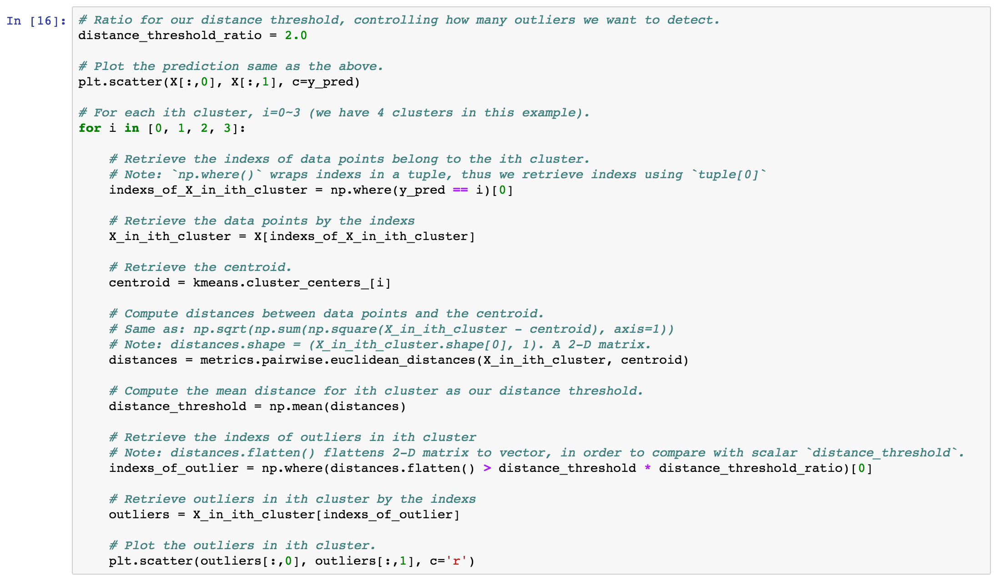 In [16]: # Ratio for our distance threshold, controlling how many outliers we want to detect.
distance_threshold_ratio = 2.0

# Plot the prediction same as the above.
plt.scatter(X[:,0], X[:,1], c=y_pred)

# For each ith cluster, i=0~3 (we have 4 clusters in this example).
for i in [0, 1, 2, 3]:

    # Retrieve the indexs of data points belong to the ith cluster.
    # Note: `np.where()` wraps indexs in a tuple, thus we retrieve indexs using `tuple[0]`
    indexs_of_X_in_ith_cluster = np.where(y_pred == i)[0]

    # Retrieve the data points by the indexs
    X_in_ith_cluster = X[indexs_of_X_in_ith_cluster]

    # Retrieve the centroid.
    centroid = kmeans.cluster_centers_[i]

    # Compute distances between data points and the centroid.
    # Same as: np.sqrt(np.sum(np.square(X_in_ith_cluster - centroid), axis=1))
    # Note: distances.shape = (X_in_ith_cluster.shape[0], 1). A 2-D matrix.
    distances = metrics.pairwise.euclidean_distances(X_in_ith_cluster, centroid)

    # Compute the mean distance for ith cluster as our distance threshold.
    distance_threshold = np.mean(distances)

    # Retrieve the indexs of outliers in ith cluster
    # Note: distances.flatten() flattens 2-D matrix to vector, in order to compare with scalar `distance_threshold`.
    indexs_of_outlier = np.where(distances.flatten() > distance_threshold * distance_threshold_ratio)[0]

    # Retrieve outliers in ith cluster by the indexs
    outliers = X_in_ith_cluster[indexs_of_outlier]

    # Plot the outliers in ith cluster.
    plt.scatter(outliers[:,0], outliers[:,1], c='r')